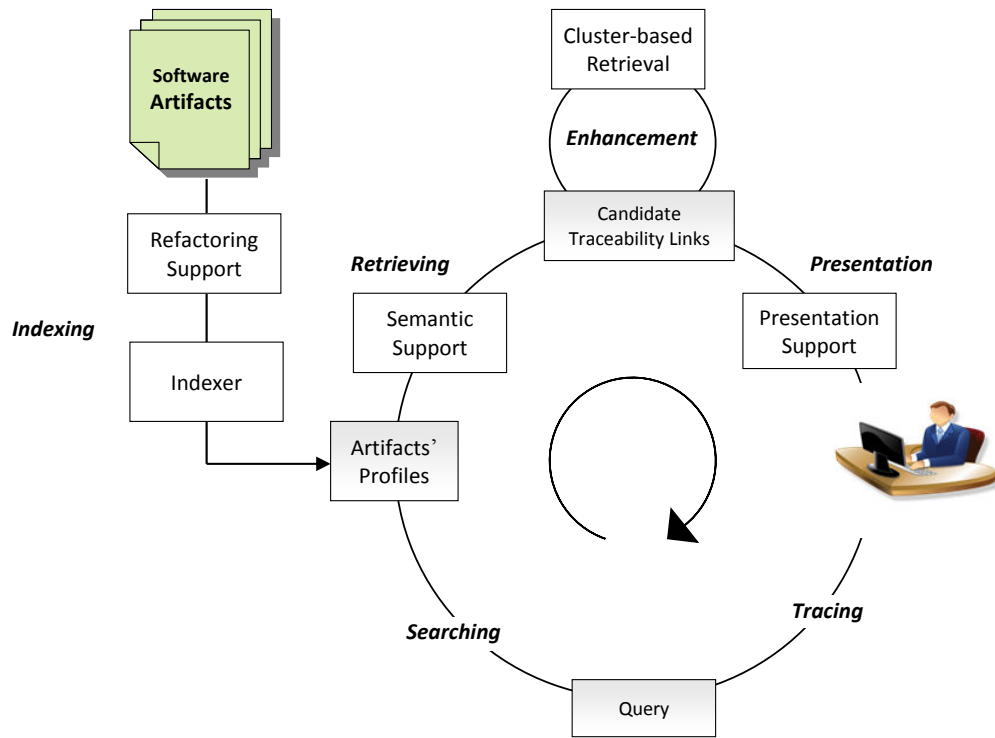 Software
Artifacts
Cluster-based
Retrieval
Enhancement
Candidate
Traceability Links
Refactoring
Support
Retrieving
Presentation
Indexing
Semantic
Support
Presentation
Support
Indexer
Artifacts’
Profiles
Searching
Tracing
Query